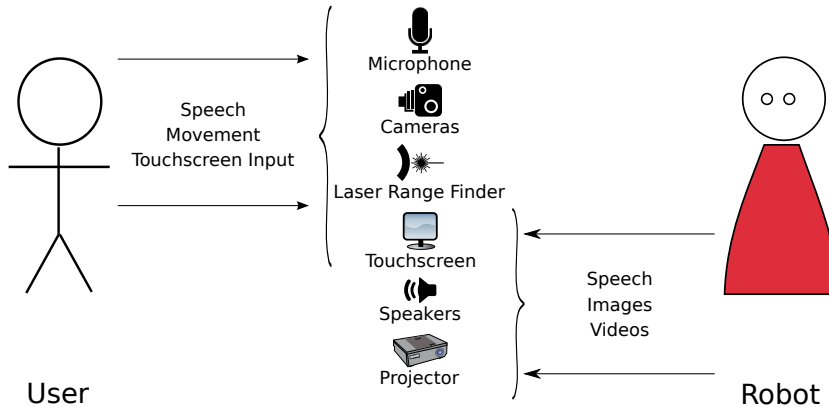 Microphone
Speech
Movement
Touchscreen Input
Cameras
Laser Range Finder
Touchscreen
Speakers
Projector
Speech
Images
Videos
User
Robot